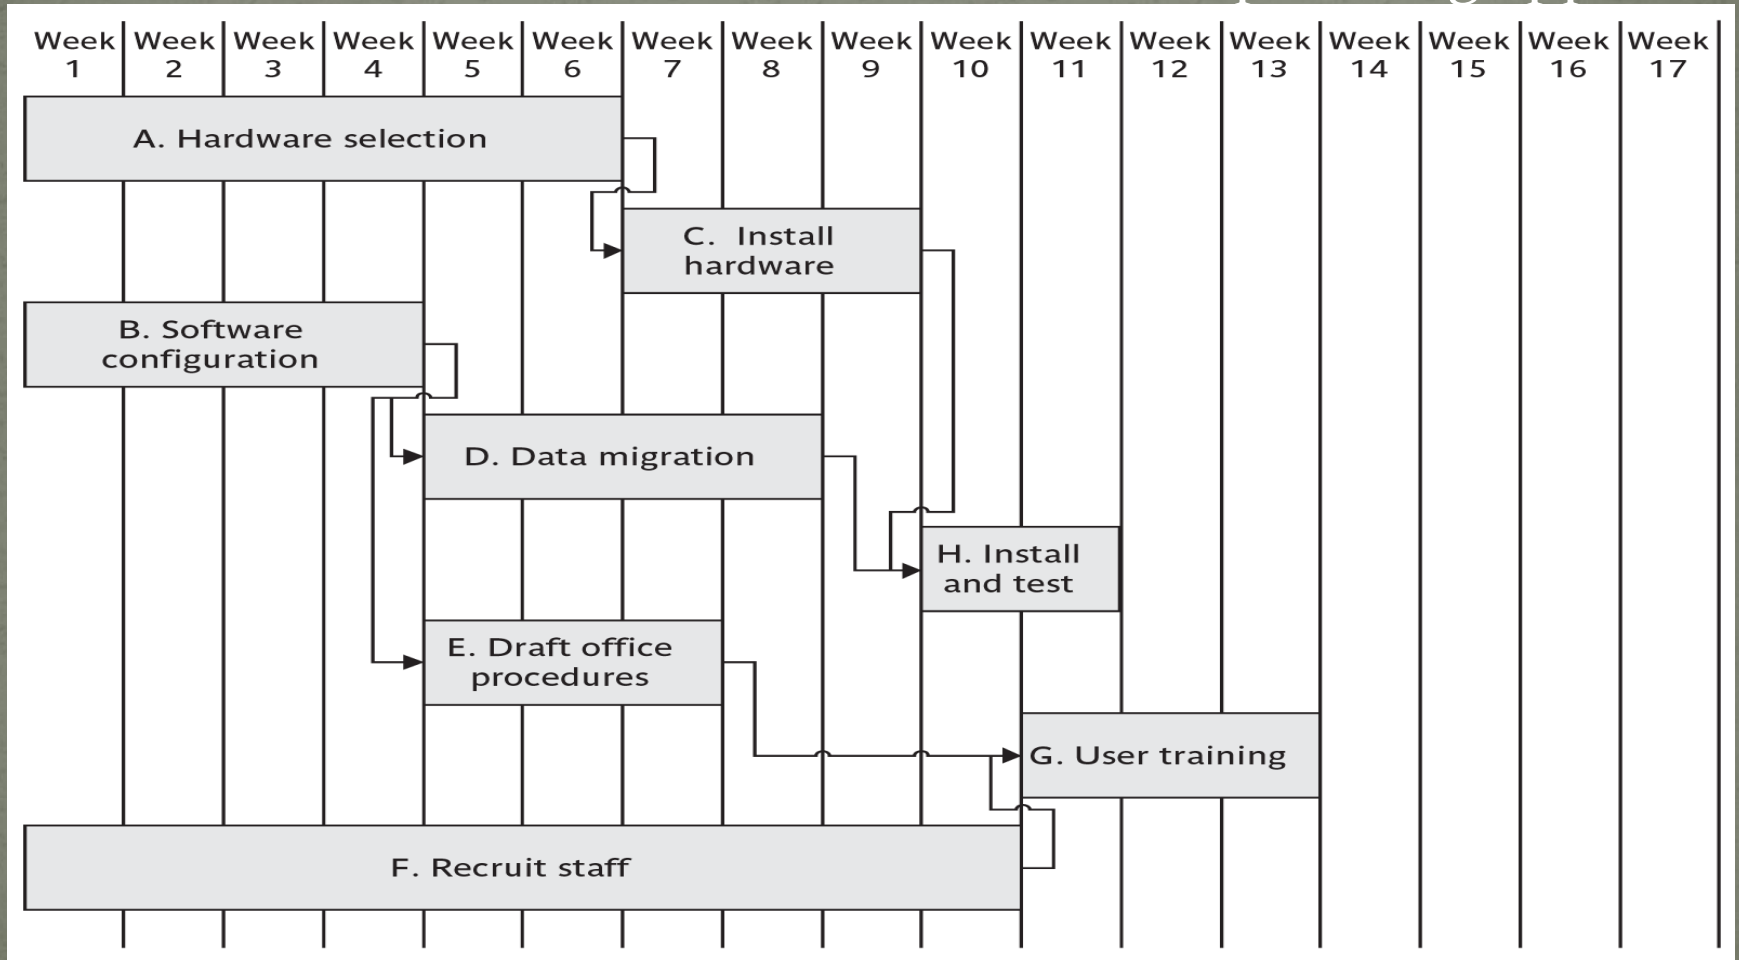 Week Week Week Week Week Week Week Week Week Week Week Week Week Week Week Week Week
1 2 3 4 5 6 7 8 9 10 11 12 13 14 15 16 17
A. Hardware selection
C. Install
hardware
B. Software
configuration
D. Data migration
H. Install
and test
E. Draft office
procedures
G. User training
F. Recruit staff